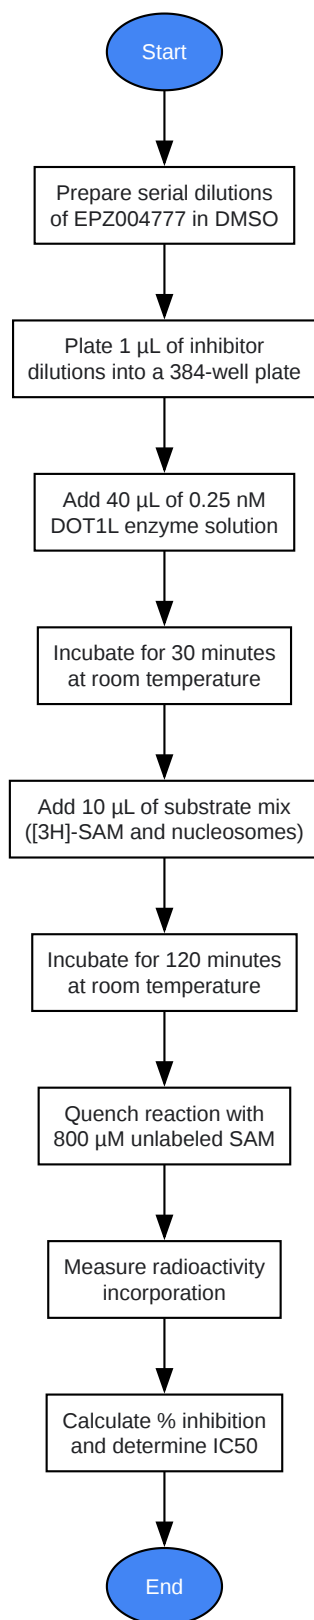 Start
Prepare serial dilutions
of EPZ004777 in DMSO
Plate 1 µL of inhibitor
dilutions into a 384-well plate
Add 40 µL of 0.25 nM
DOT1L enzyme solution
Incubate for 30 minutes
at room temperature
Add 10 µL of substrate mix
([3H]-SAM and nucleosomes)
Incubate for 120 minutes
at room temperature
Quench reaction with
800 µM unlabeled SAM
Measure radioactivity
incorporation
Calculate % inhibition
and determine IC50
End